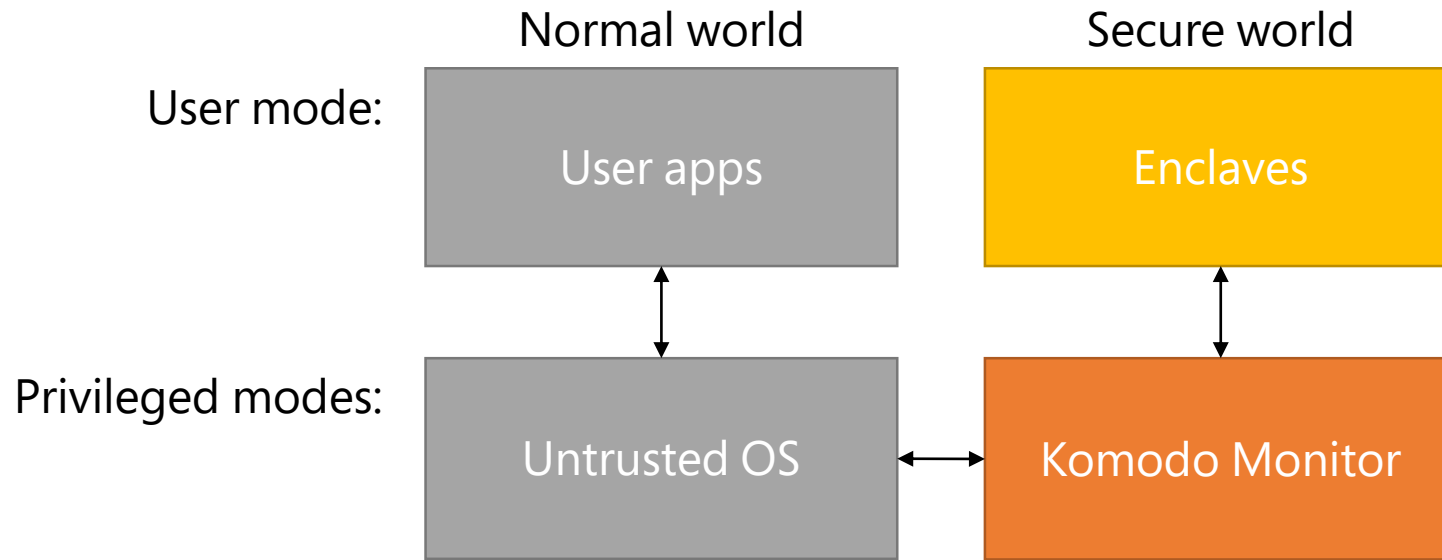 Normal world
Secure world
User mode:
User apps
Enclaves
Privileged modes:
Untrusted OS
Komodo Monitor